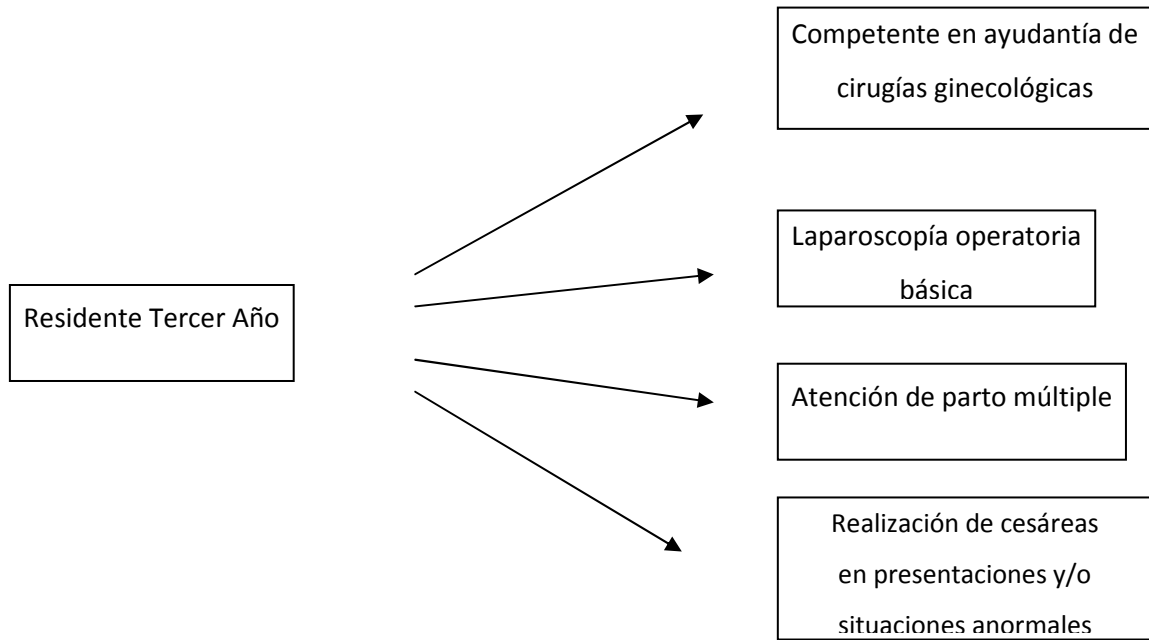 Residente Tercer Año
Competente en ayudantía de
cirugías ginecológicas
Laparoscopía operatoria
básica
Atención de parto múltiple
Realización de cesáreas
en presentaciones y/o
situaciones anormales